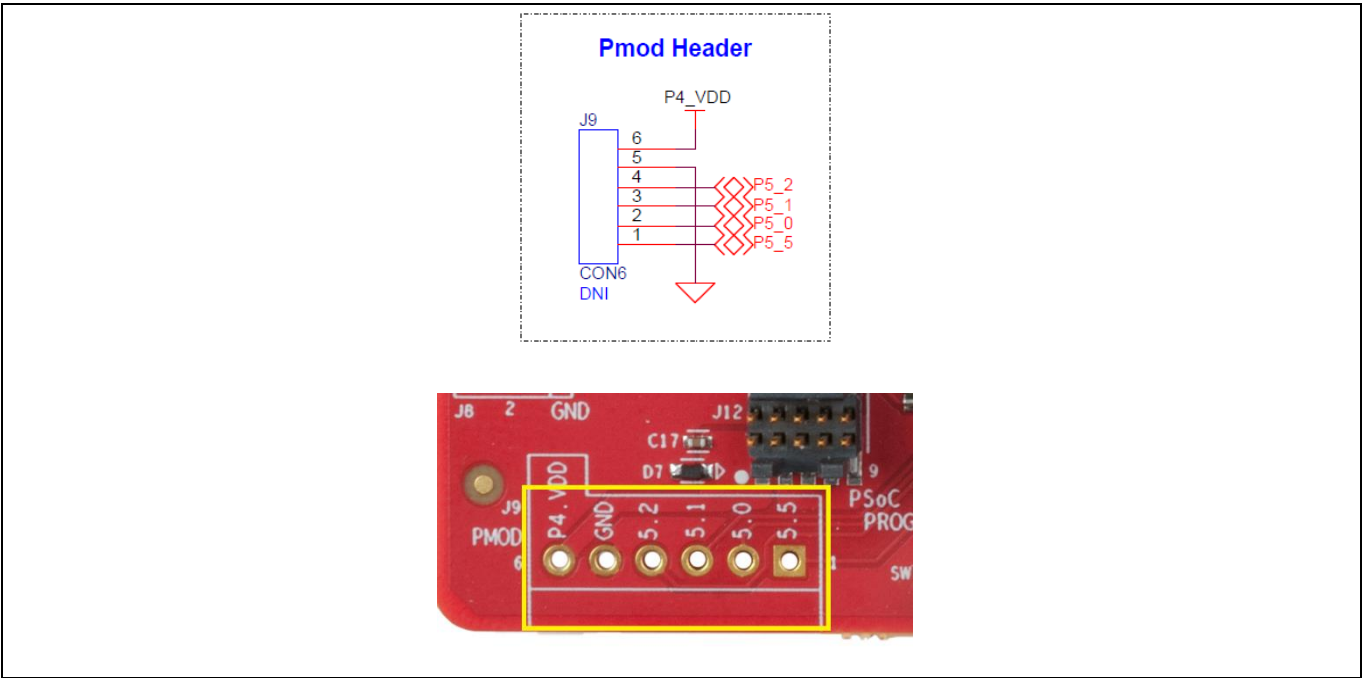 Pmod Header
P4_VDD
J9
6
5
4
3
2
1
P5_2
P5_1
P5_0
P5_5
CON6
DNI
J8 2 GND
J12
C17
D7
9
PSoC
PROG
J9
PMOD
6
P4.VDD
GND
5.2
5.1
5.0
5.5
1
SW